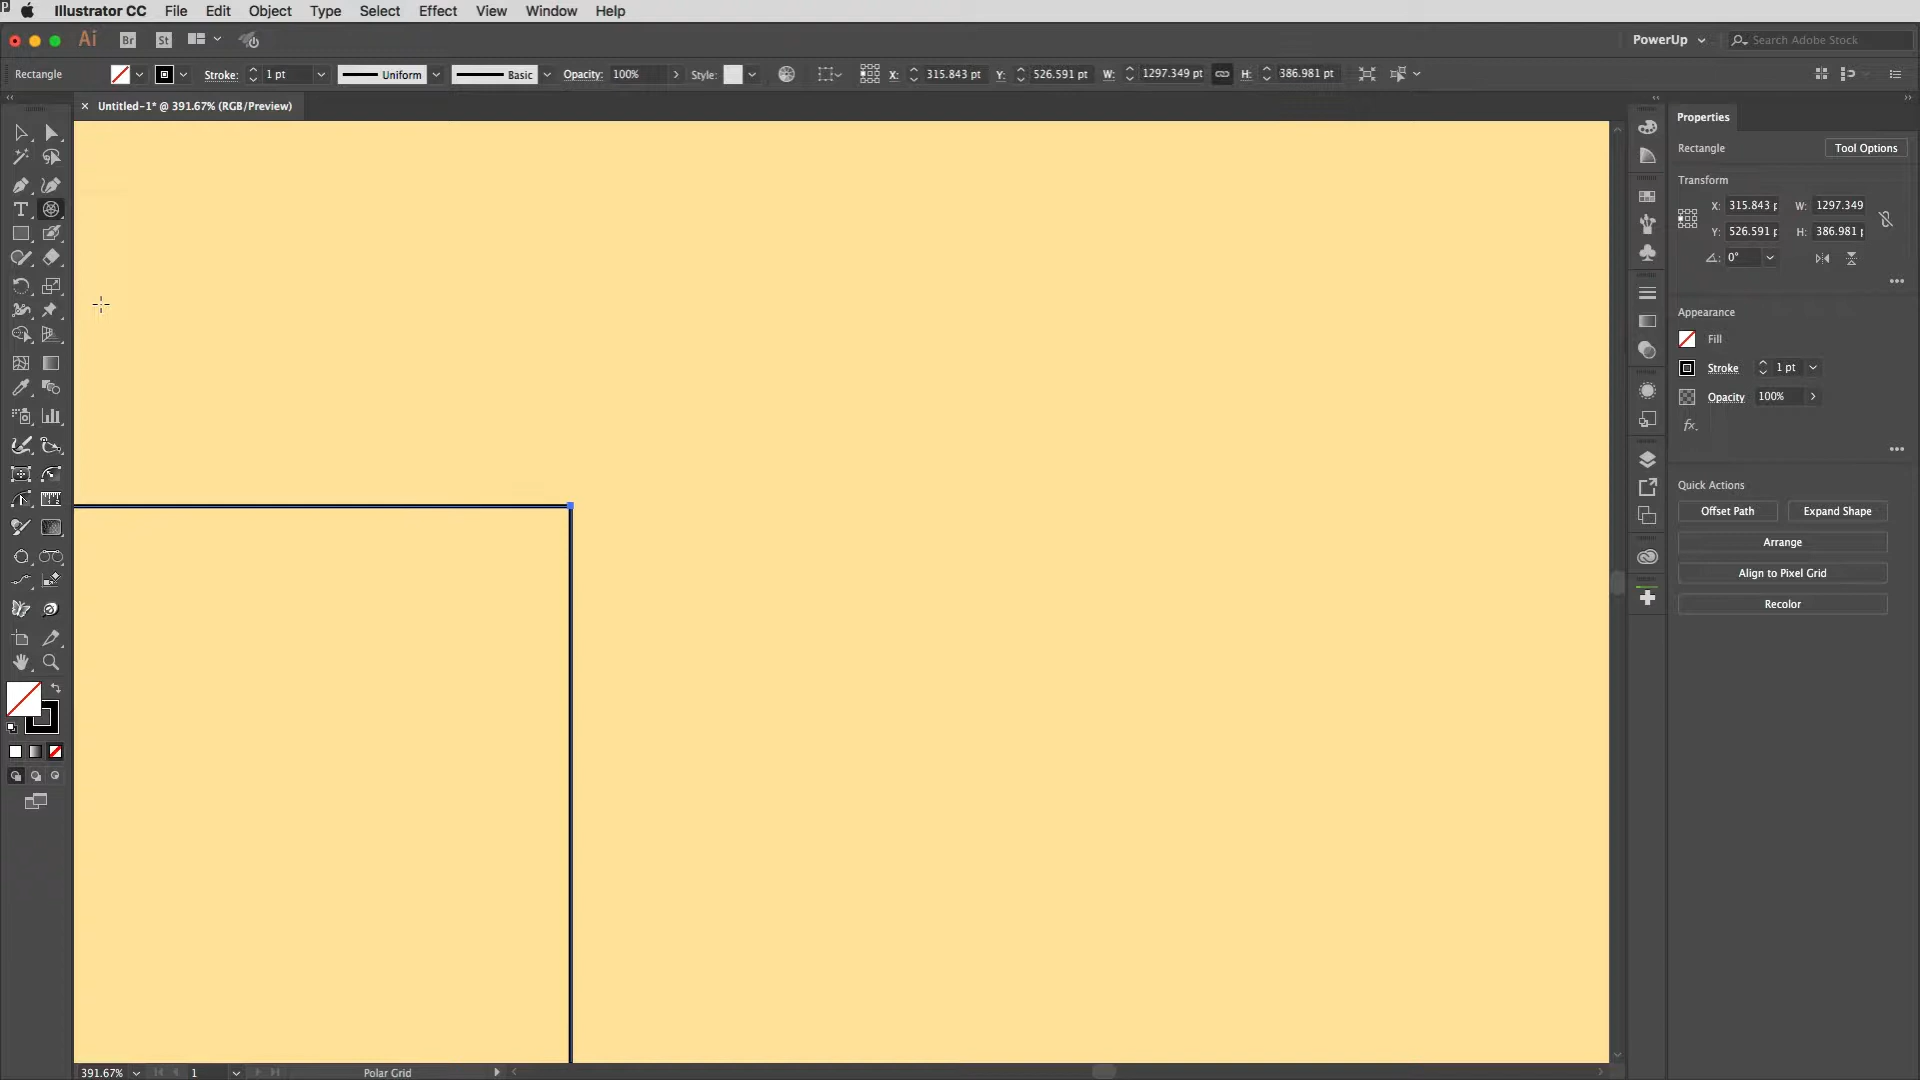 Illustrator CC File Edit Object Type Select Effect View Window Help
Ai Br St PowerUp Search Adobe Stock
Rectangle Stroke: 1 pt Uniform Basic Opacity: 100% Style: X: 315.843 pt Y: 526.591 pt W: 1297.349 pt H: 386.981 pt
× Untitled-1* @ 391.67% (RGB/Preview)
Properties
Rectangle Tool Options
Transform
X: 315.843 p W: 1297.349
Y: 526.591 p H: 386.981 p
0°
Appearance
Fill
Stroke 1 pt
Opacity 100%
fx.
Quick Actions
Offset Path Expand Shape
Arrange
Align to Pixel Grid
Recolor
391.67% 1 Polar Grid